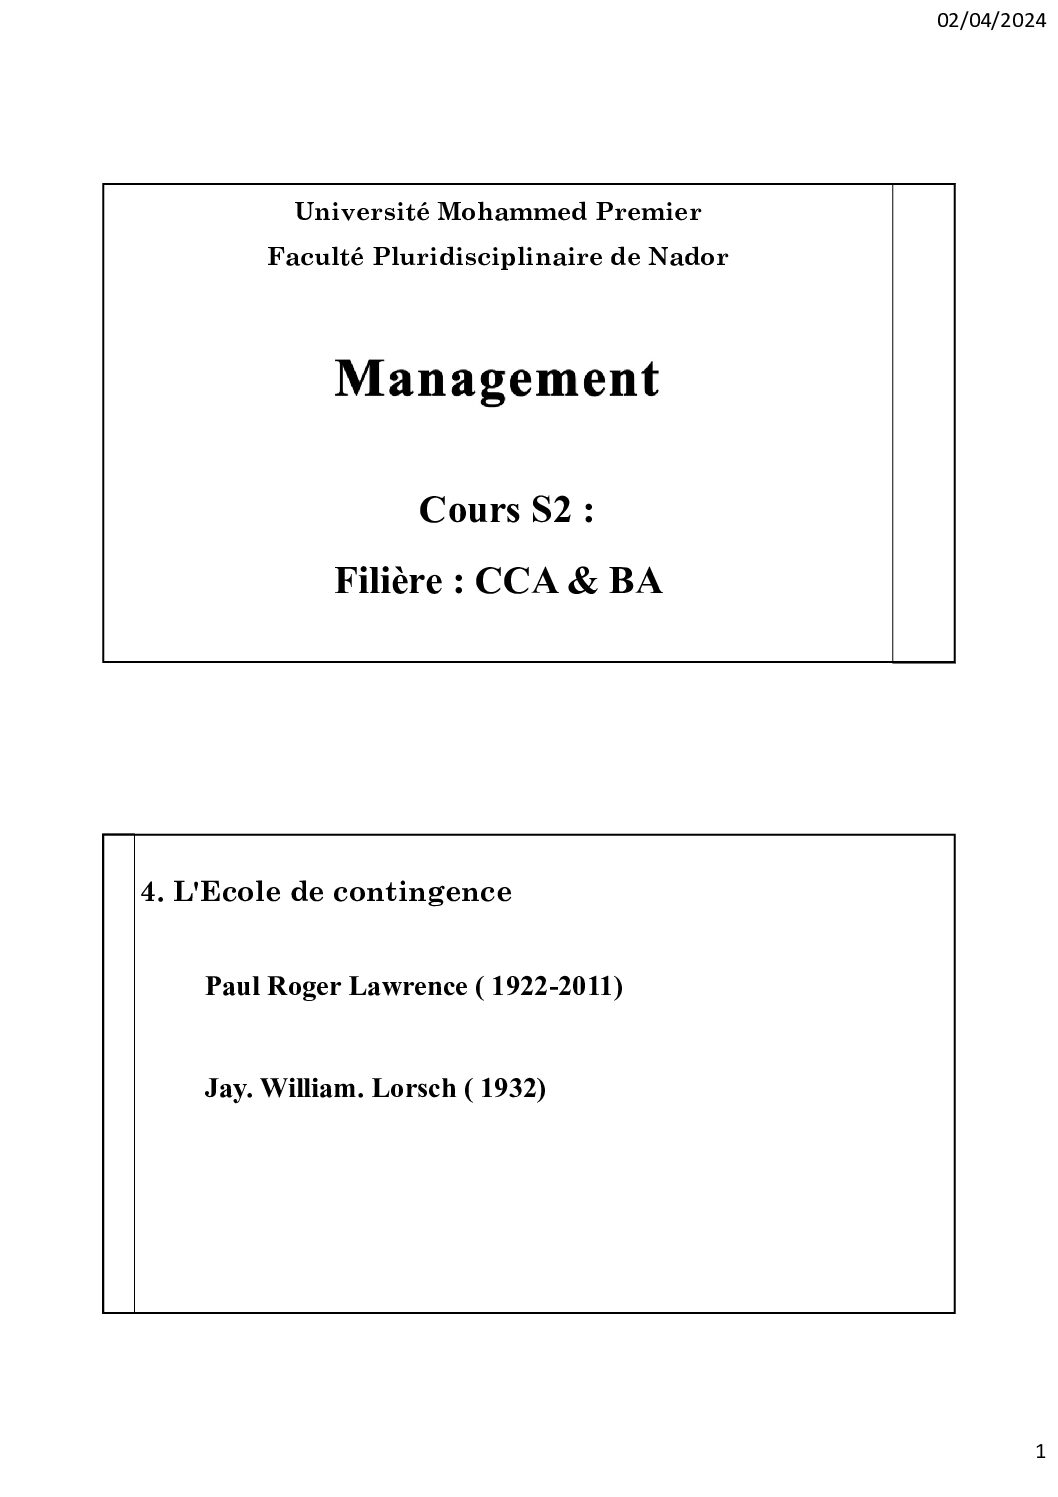 02/04/2024
Université Mohammed Premier
Faculté Pluridisciplinaire de Nador
Management
Cours S2 :
Filière : CCA & BA
4. L'Ecole de contingence
Paul Roger Lawrence ( 1922-2011)
Jay. William. Lorsch ( 1932)
1